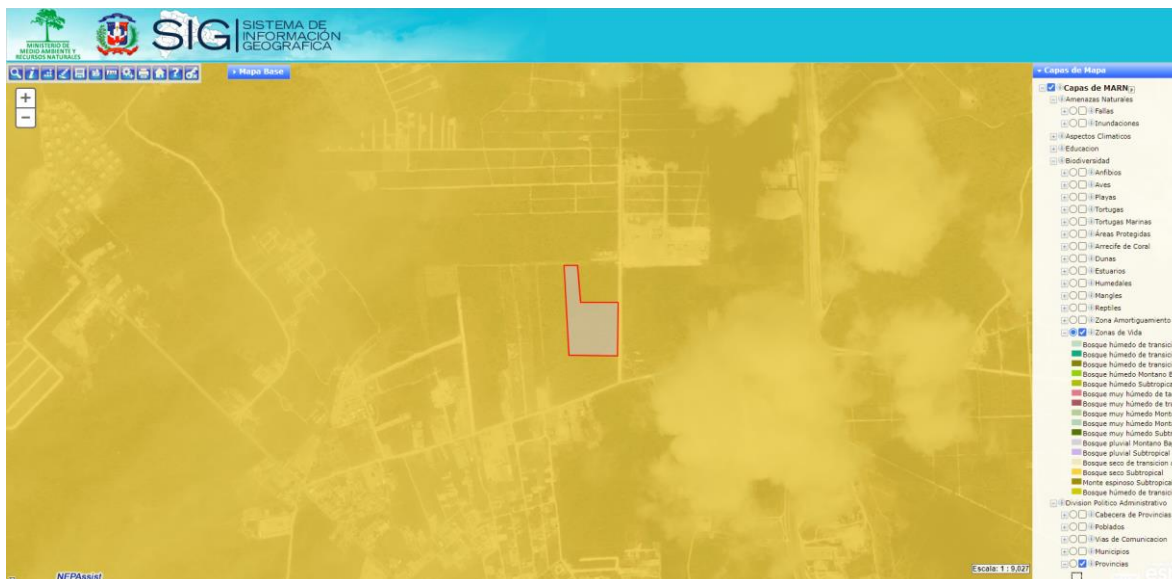 MINISTERIO DE
MEDIO AMBIENTE Y
RECURSOS NATURALES
SIG
SISTEMA DE
INFORMACIÓN
GEOGRÁFICA
Mapa Base
+
−
Capas de Mapa
Capas de MARN
Amenazas Naturales
Fallas
Inundaciones
Aspectos Climaticos
Educacion
Biodiversidad
Anfibios
Aves
Playas
Tortugas
Tortugas Marinas
Áreas Protegidas
Arrecife de Coral
Dunas
Estuarios
Humedales
Mangles
Reptiles
Zona Amortiguamiento
Zonas de Vida
Bosque húmedo de transici
Bosque húmedo de transici
Bosque húmedo de transici
Bosque húmedo Montano B
Bosque húmedo Subtropica
Bosque muy húmedo de ta
Bosque muy húmedo de tr
Bosque muy húmedo Mont
Bosque muy húmedo Mont
Bosque muy húmedo Subt
Bosque pluvial Montano Ba
Bosque pluvial Subtropical
Bosque seco de transicion
Bosque seco Subtropical
Monte espinoso Subtropica
Bosque húmedo de transici
Division Politico Administrativo
Cabecera de Provincias
Poblados
Vias de Comunicacion
Municipios
Provincias
Escala: 1 : 9,027
NEPAssist